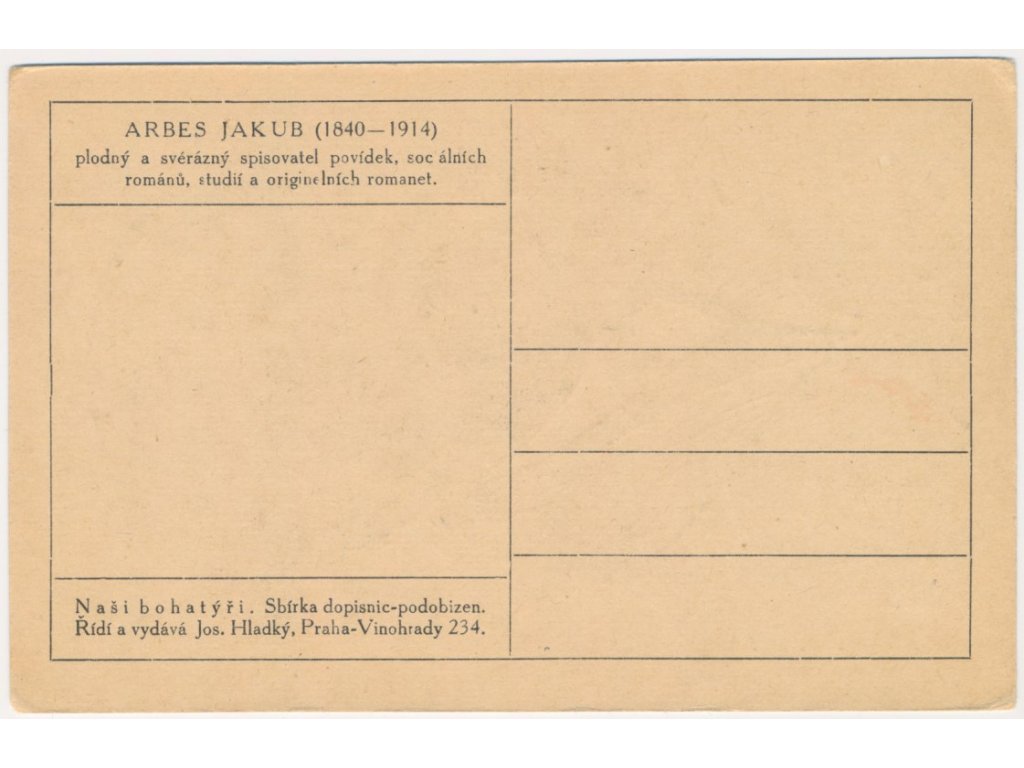 ARBES JAKUB (1840—1914)
plodný a svérázný spisovatel povídek, soc álních
románů, studií a originelních romanet.
Naši bohatýři. Sbírka dopisnic-podobizen.
Řídí a vydává Jos. Hladký, Praha-Vinohrady 234.